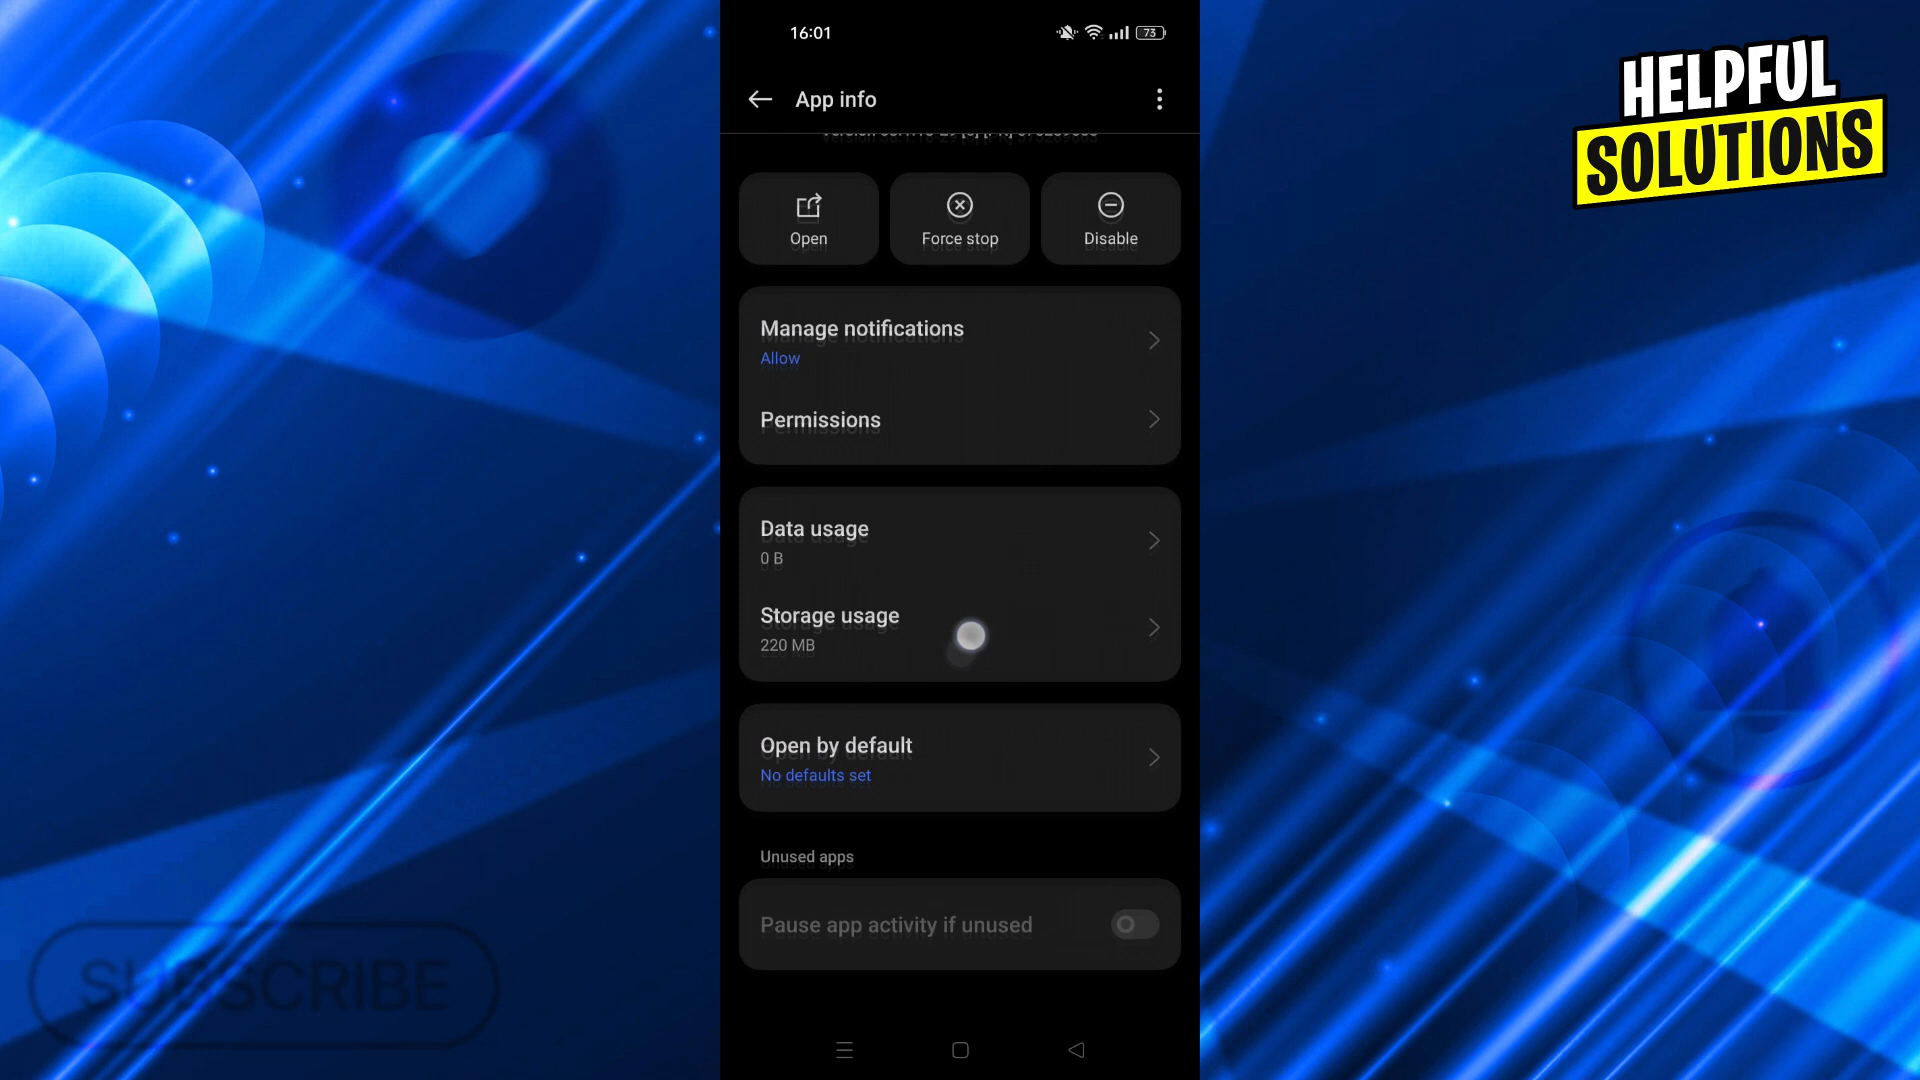 16:01
73
HELPFUL
SOLUTIONS
App info
Open
Force stop
Disable
Manage notifications
Allow
Permissions
Data usage
0 B
Storage usage
220 MB
Open by default
No defaults set
Unused apps
Pause app activity if unused
SUBSCRIBE